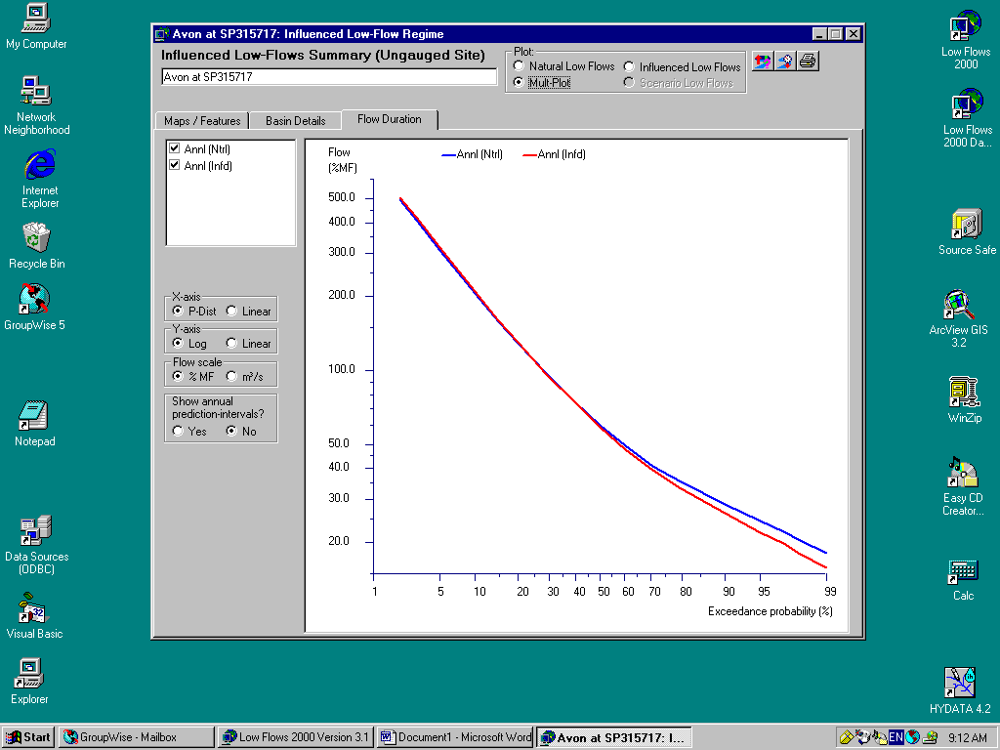 My Computer
Network
Neighborhood
Internet
Explorer
Recycle Bin
GroupWise 5
Notepad
Data Sources
(ODBC)
Visual Basic
Explorer
Avon at SP315717: Influenced Low-Flow Regime
Influenced Low-Flows Summary (Ungauged Site)
Avon at SP315717
Plot:
Natural Low Flows
Influenced Low Flows
Mult-Plot
Scenario Low Flows
Maps / Features
Basin Details
Flow Duration
Annl (Ntrl)
Annl (Infd)
X-axis
P-Dist
Linear
Y-axis
Log
Linear
Flow scale
% MF
m³/s
Show annual
prediction-intervals?
Yes
No
Flow
(%MF)
Annl (Ntrl)
Annl (Infd)
500.0
400.0
300.0
200.0
100.0
50.0
40.0
30.0
20.0
1 5 10 20 30 40 50 60 70 80 90 95 99
Exceedance probability (%)
Low Flows
2000
Low Flows
2000 Da...
Source Safe
ArcView GIS
3.2
WinZip
Easy CD
Creator...
Calc
HYDATA 4.2
Start
GroupWise - Mailbox
Low Flows 2000 Version 3.1
Document1 - Microsoft Word
Avon at SP315717: I...
EN
9:12 AM